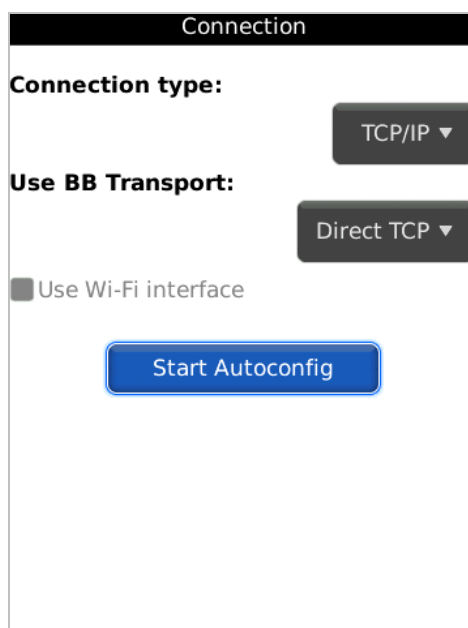 Connection
Connection type:
TCP/IP
Use BB Transport:
Direct TCP
Use Wi-Fi interface
Start Autoconfig